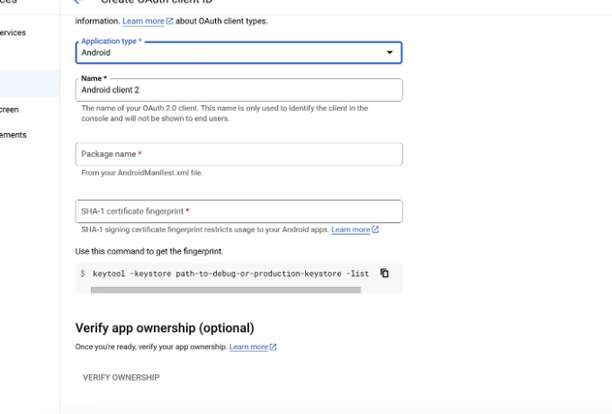 Create OAuth client ID
information. Learn more about OAuth client types.
ervices
Application type *
Android
Name *
Android client 2
creen
The name of your OAuth 2.0 client. This name is only used to identify the client in the
console and will not be shown to end users.
ements
Package name *
From your AndroidManifest.xml file.
SHA-1 certificate fingerprint *
SHA-1 signing certificate fingerprint restricts usage to your Android apps. Learn more
Use this command to get the fingerprint.
$ keytool -keystore path-to-debug-or-production-keystore -list
Verify app ownership (optional)
Once you're ready, verify your app ownership. Learn more
VERIFY OWNERSHIP